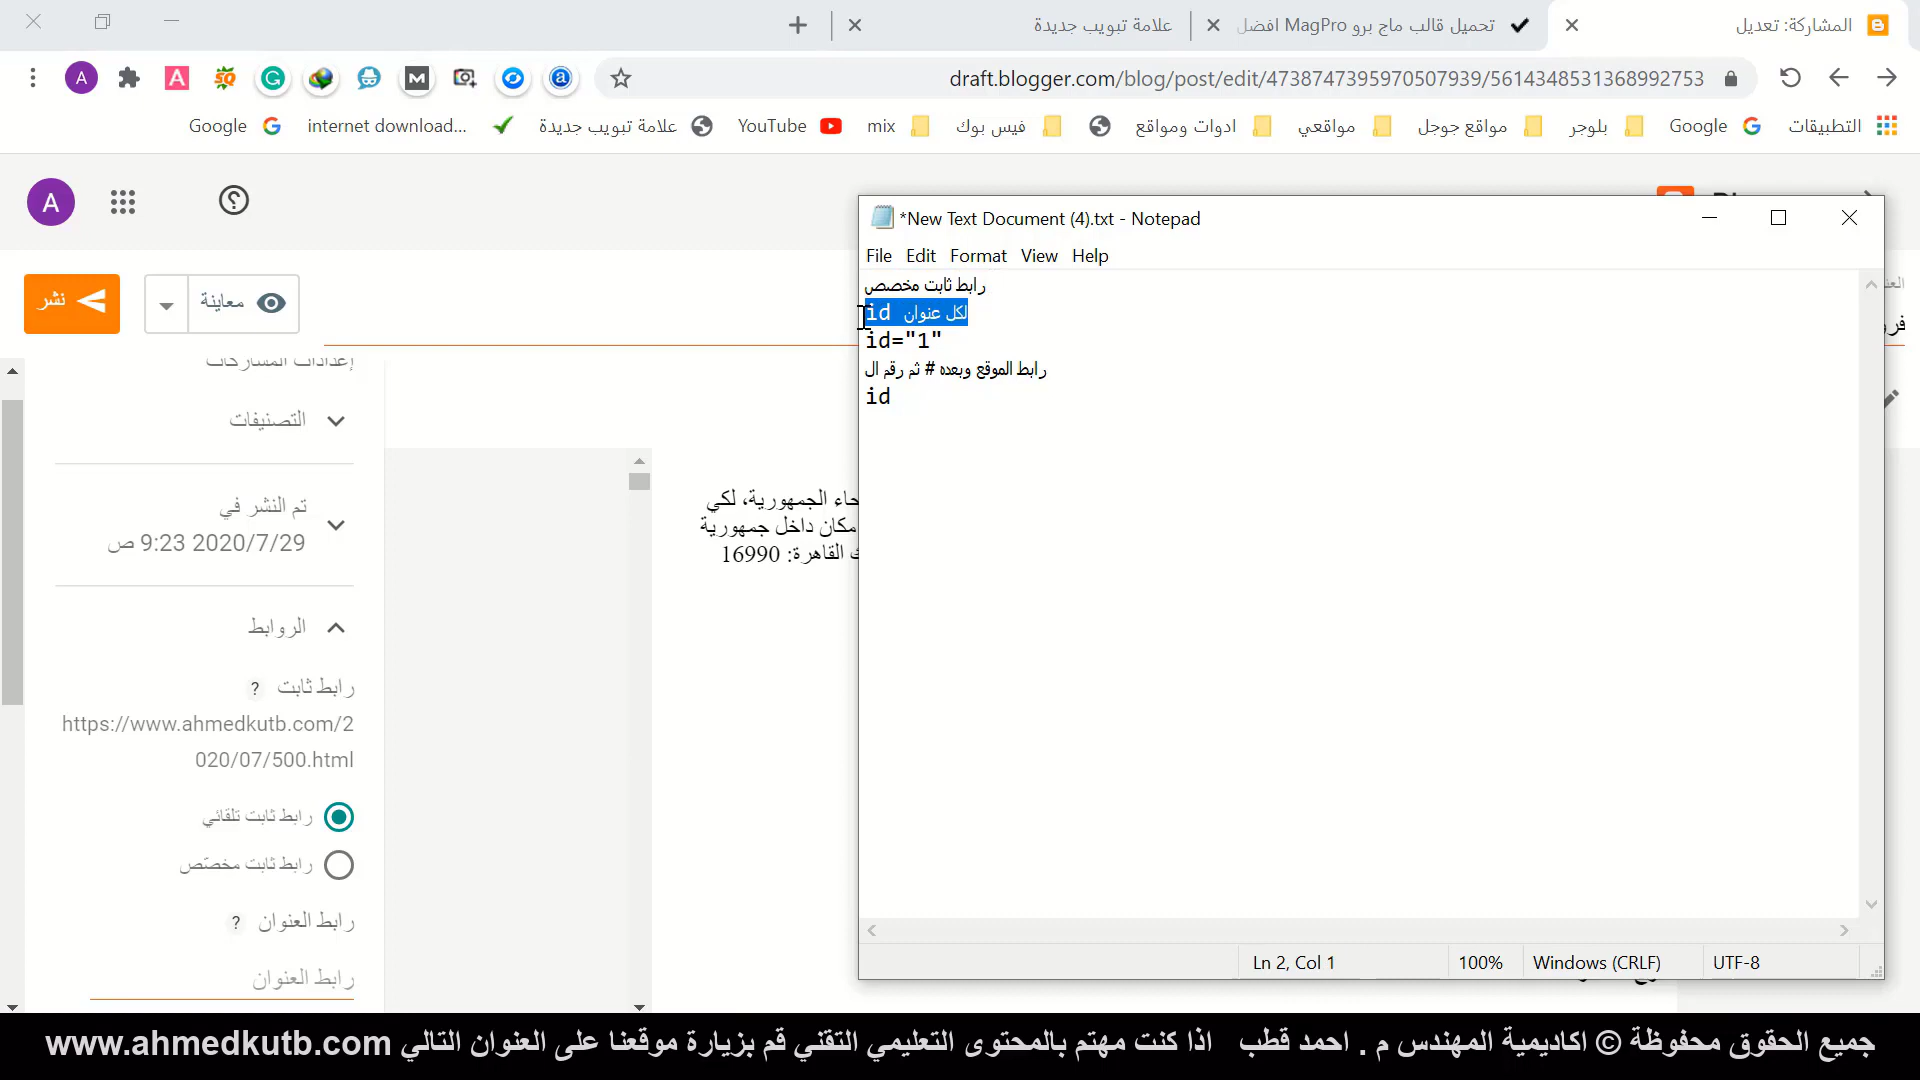 المشاركة: تعديل
تحميل قالب ماج برو MagPro افضل
علامة تبويب جديدة
draft.blogger.com/blog/post/edit/4738747395970507939/5614348531368992753
التطبيقات
Google
بلوجر
مواقع جوجل
مواقعي
ادوات ومواقع
فيس بوك
mix
YouTube
علامة تبويب جديدة
internet download...
Google
A
*New Text Document (4).txt - Notepad
File Edit Format View Help
رابط ثابت مخصص
id لكل عنوان
id="1"
رابط الموقع وبعده # ثم رقم ال
id
Ln 2, Col 1
100%
Windows (CRLF)
UTF-8
معاينة
نشر
إعدادات المشاركات
التصنيفات
تم النشر في
2020/7/29 9:23 ص
الروابط
رابط ثابت ?
https://www.ahmedkutb.com/2
020/07/500.html
رابط ثابت تلقائي
رابط ثابت مخصّص
رابط العنوان ?
رابط العنوان
الجمهورية، لكي
مكان داخل جمهورية
القاهرة: 16990
جميع الحقوق محفوظة © اكاديمية المهندس م . احمد قطب اذا كنت مهتم بالمحتوى التعليمي التقني قم بزيارة موقعنا على العنوان التالي www.ahmedkutb.com